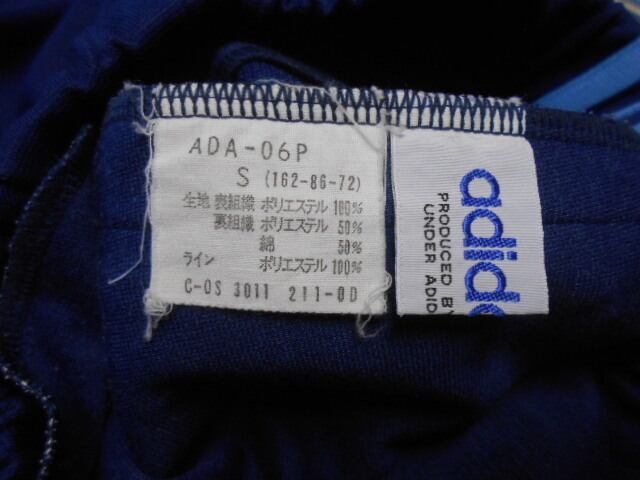 ADA-06P
S (162-86-72)
生地 表組織 ポリエステル 100%
裏組織 ポリエステル 50%
綿 50%
ライン ポリエステル 100%
C-OS 3011 211-0D
adida
PRODUCED BY
UNDER ADID